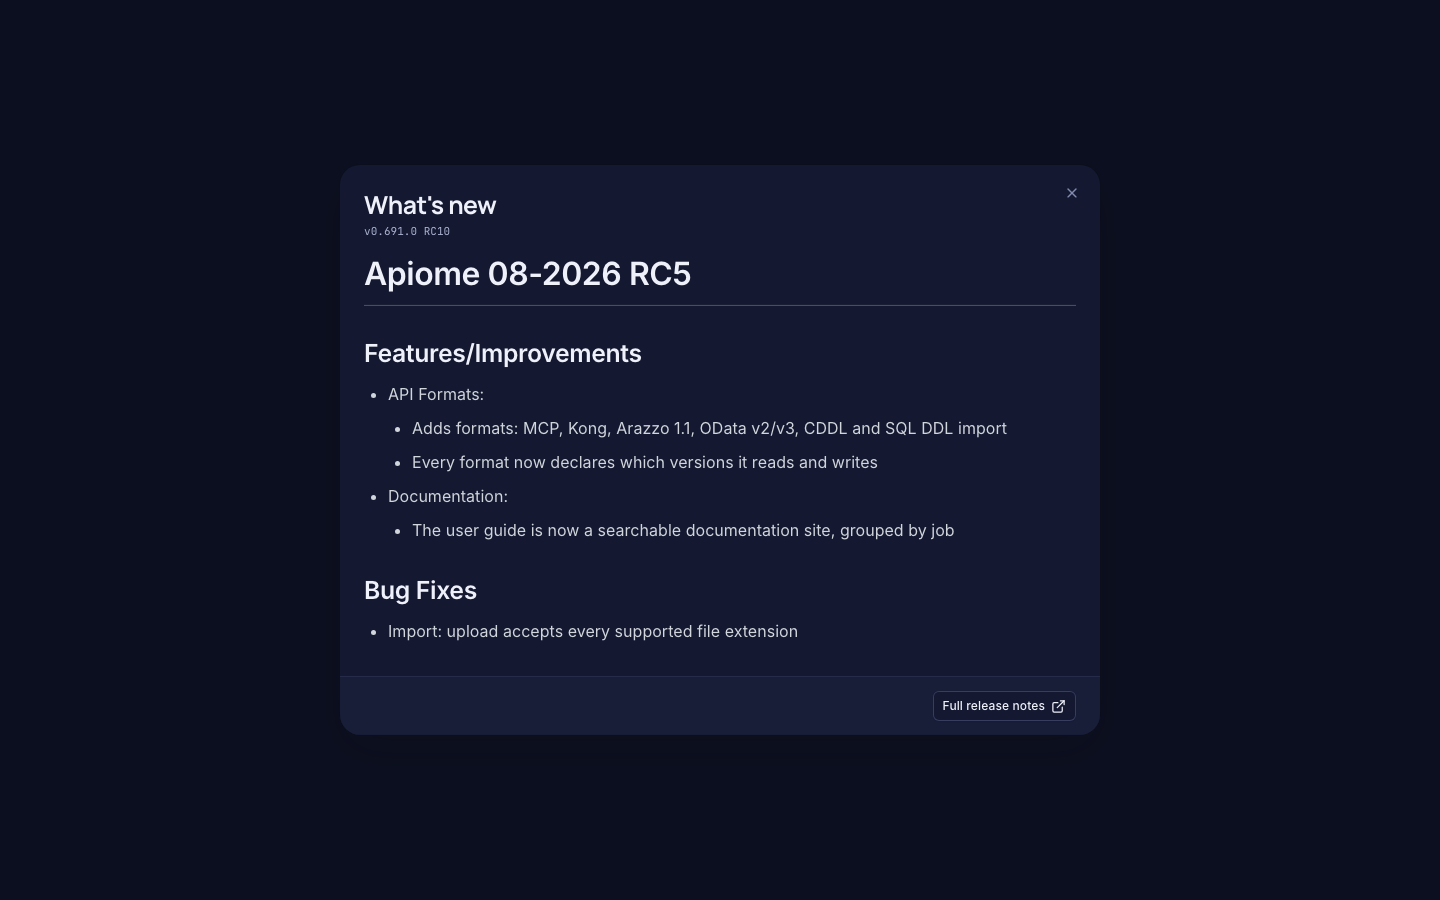 What's new
v0.691.0 RC10
Apiome 08-2026 RC5
Features/Improvements
API Formats:
Adds formats: MCP, Kong, Arazzo 1.1, OData v2/v3, CDDL and SQL DDL import
Every format now declares which versions it reads and writes
Documentation:
The user guide is now a searchable documentation site, grouped by job
Bug Fixes
Import: upload accepts every supported file extension
Full release notes